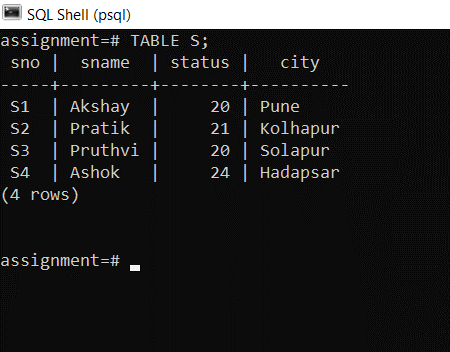 SQL Shell (psql)
assignment=# TABLE S;
 sno |  sname  | status |   city
-----+---------+--------+----------
 S1  | Akshay  |     20 | Pune
 S2  | Pratik  |     21 | Kolhapur
 S3  | Pruthvi |     20 | Solapur
 S4  | Ashok   |     24 | Hadapsar
(4 rows)
assignment=#